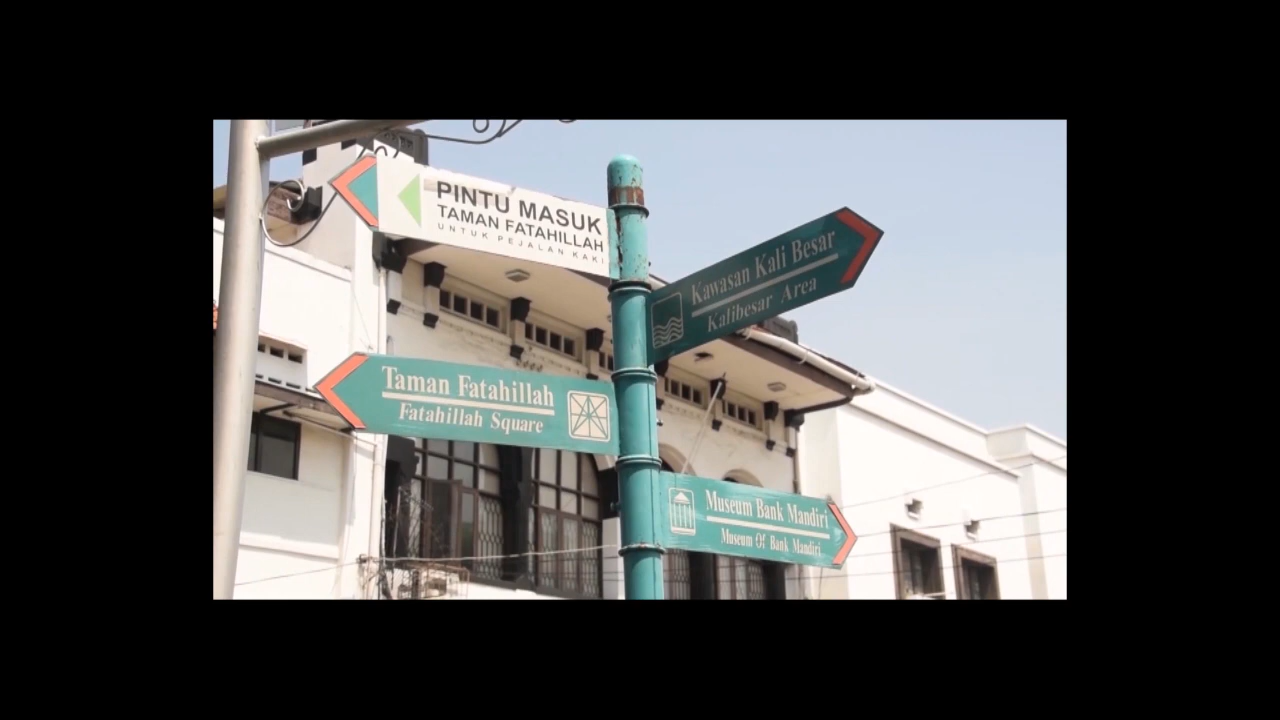 PINTU MASUK
TAMAN FATAHILLAH
UNTUK PEJALAN KAKI
Kawasan Kali Besar
Kalibesar Area
Taman Fatahillah
Fatahillah Square
Museum Bank Mandiri
Museum Of Bank Mandiri